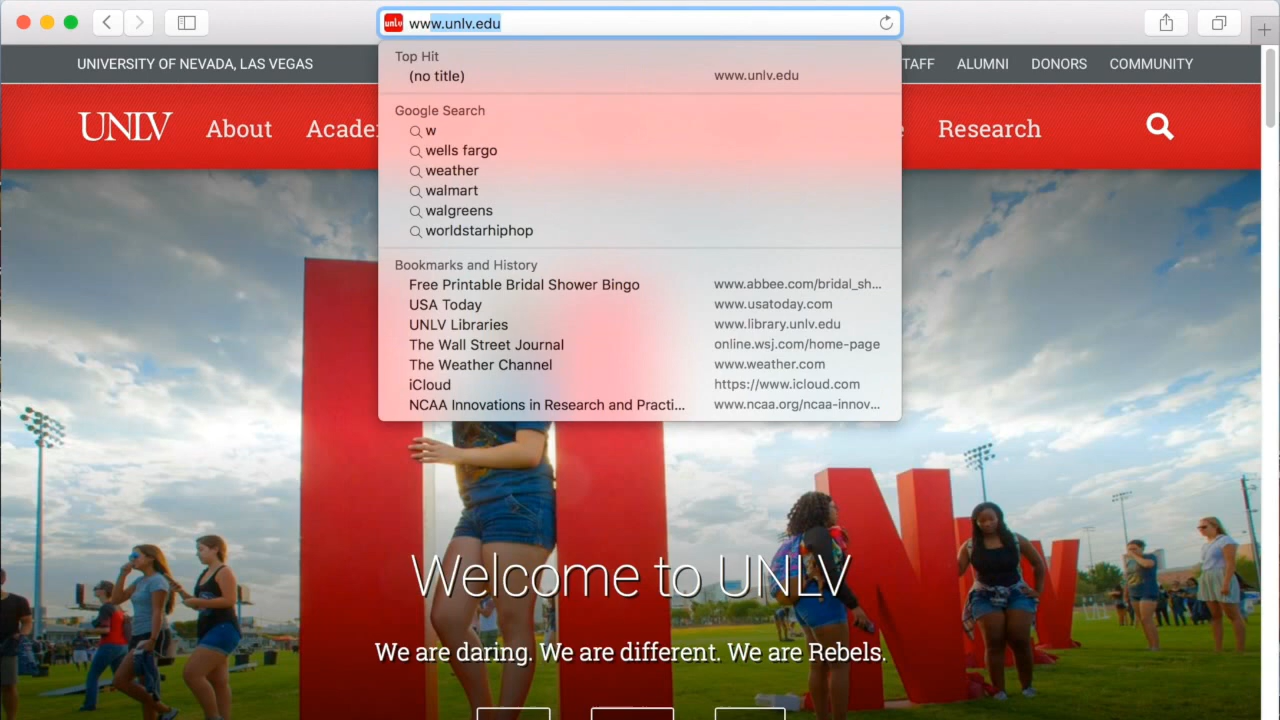 unlv www.unlv.edu
UNIVERSITY OF NEVADA, LAS VEGAS
TAFF ALUMNI DONORS COMMUNITY
UNLV About Acade
Research
Top Hit
(no title) www.unlv.edu
Google Search
w
wells fargo
weather
walmart
walgreens
worldstarhiphop
Bookmarks and History
Free Printable Bridal Shower Bingo www.abbee.com/bridal_sh...
USA Today www.usatoday.com
UNLV Libraries www.library.unlv.edu
The Wall Street Journal online.wsj.com/home-page
The Weather Channel www.weather.com
iCloud https://www.icloud.com
NCAA Innovations in Research and Practi... www.ncaa.org/ncaa-innov...
Welcome to UNLV
We are daring. We are different. We are Rebels.